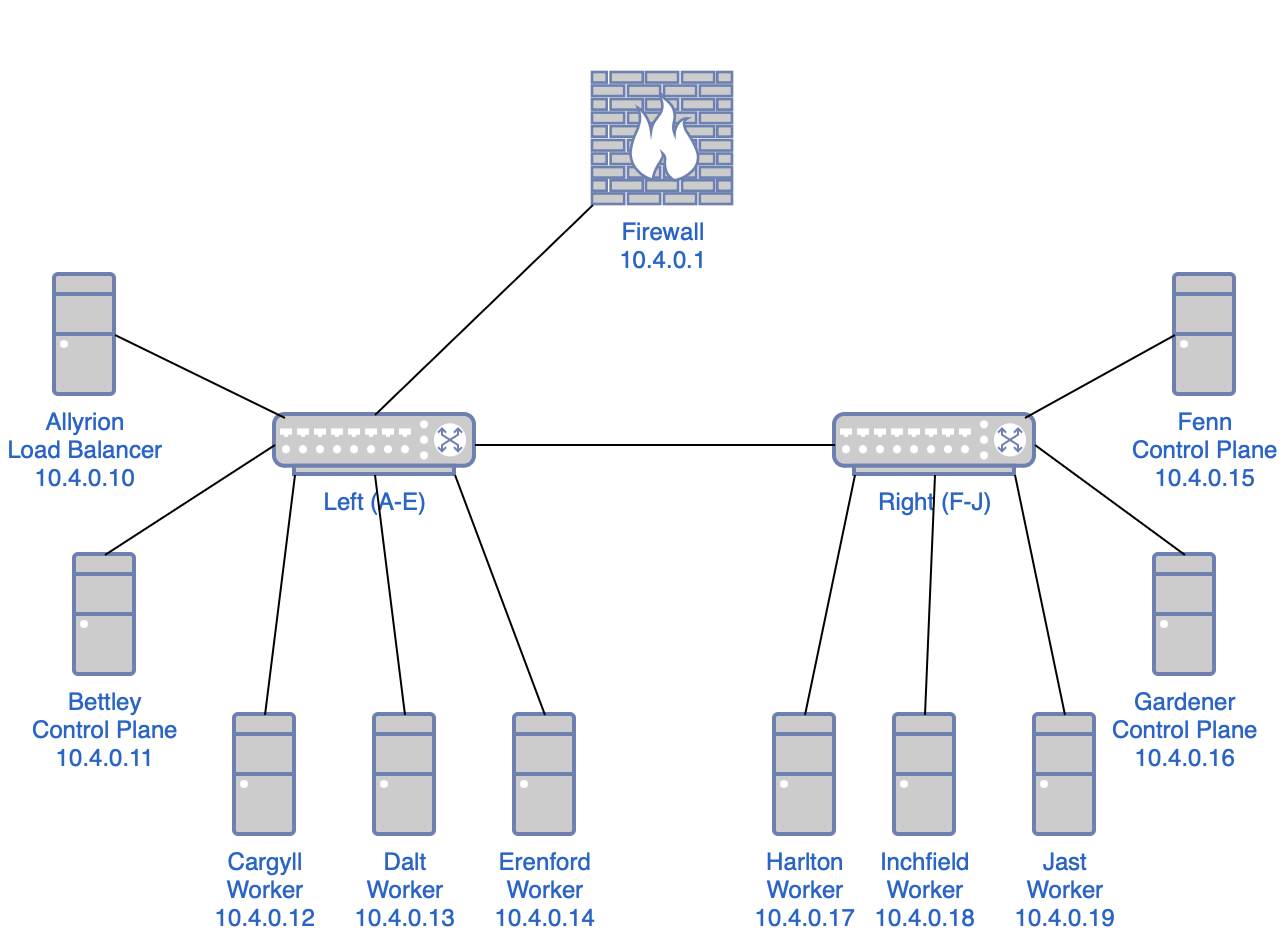 Firewall
10.4.0.1
Allyrion
Load Balancer
10.4.0.10
Fenn
Control Plane
10.4.0.15
Left (A-E)
Right (F-J)
Bettley
Control Plane
10.4.0.11
Gardener
Control Plane
10.4.0.16
Cargyll
Worker
10.4.0.12
Dalt
Worker
10.4.0.13
Erenford
Worker
10.4.0.14
Harlton
Worker
10.4.0.17
Inchfield
Worker
10.4.0.18
Jast
Worker
10.4.0.19